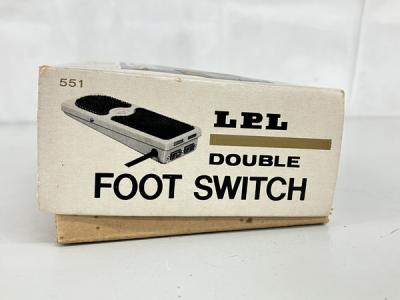 551
LPL
DOUBLE
FOOT SWITCH